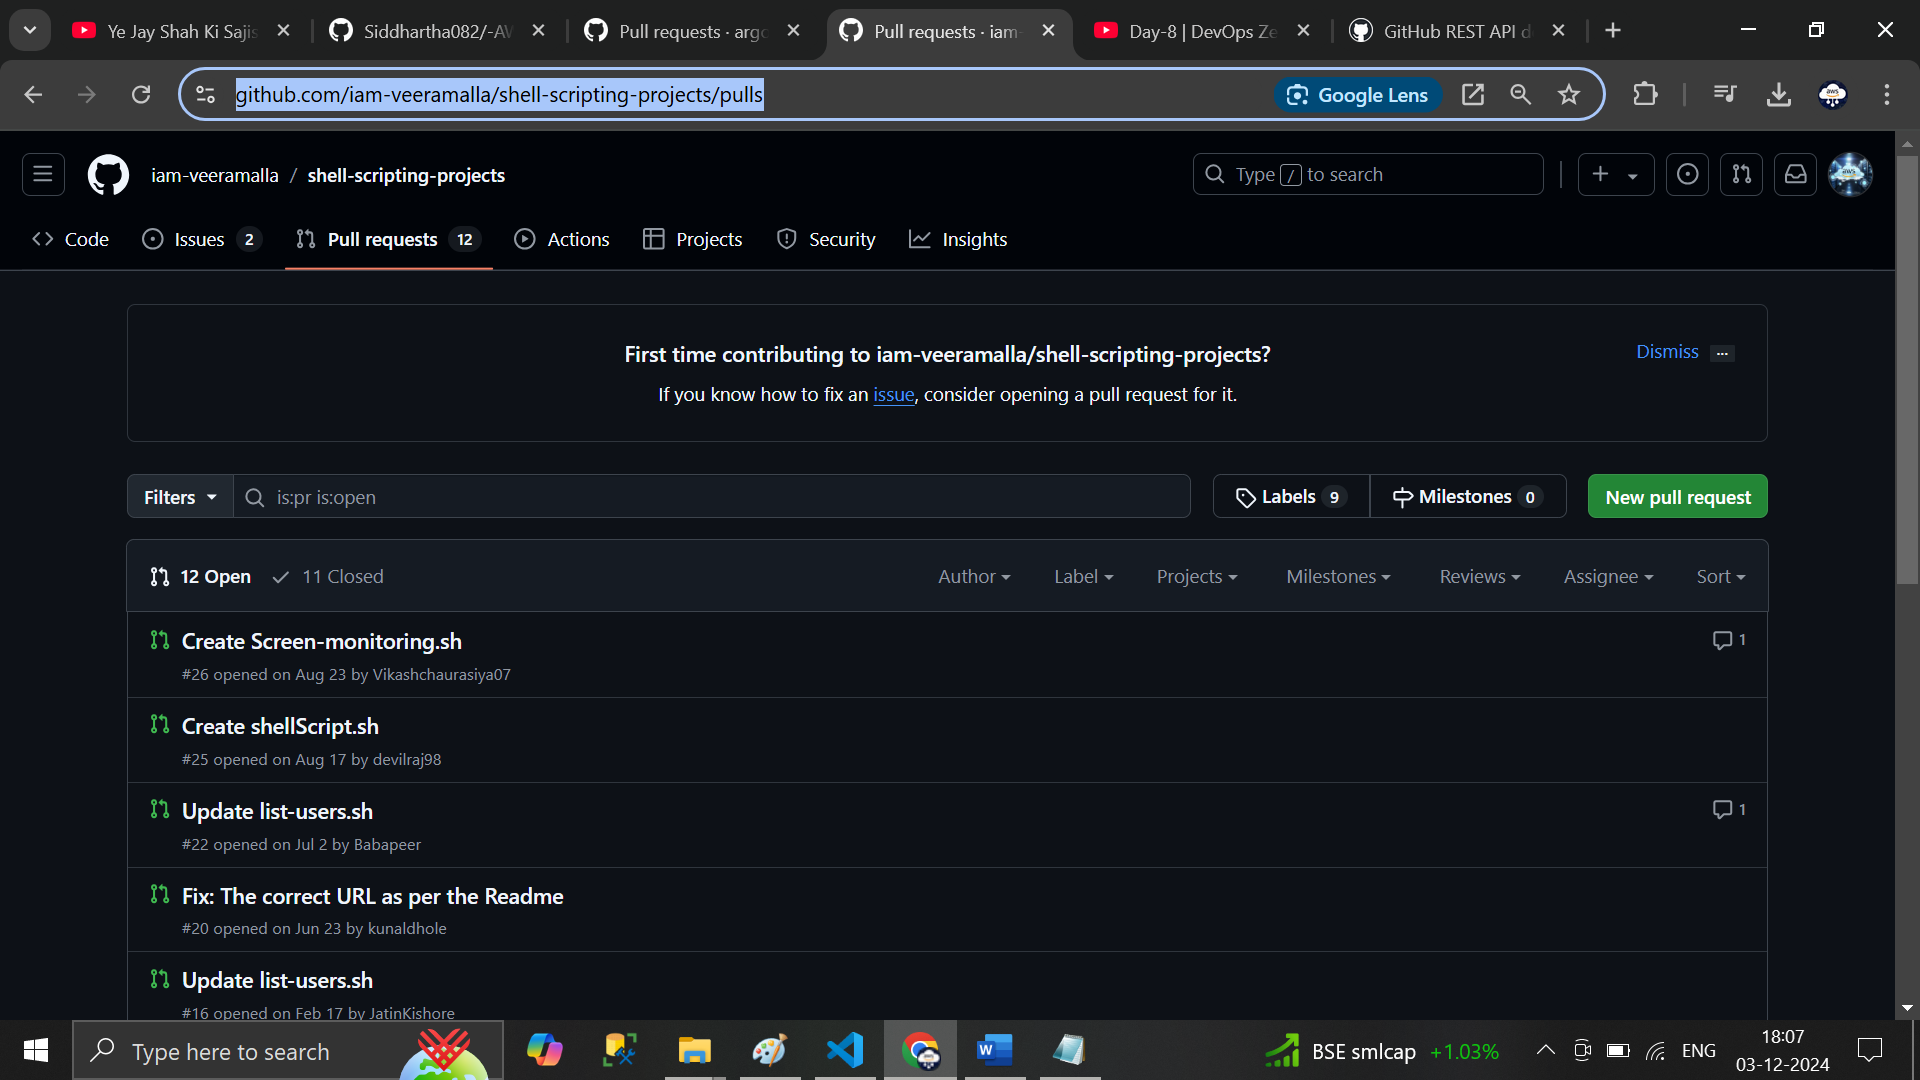 Ye Jay Shah Ki Sajis
Siddhartha082/-AW
Pull requests · argo
Pull requests · iam-
Day-8 | DevOps Ze
GitHub REST API d
github.com/iam-veeramalla/shell-scripting-projects/pulls
Google Lens
iam-veeramalla / shell-scripting-projects
Type / to search
Code
Issues 2
Pull requests 12
Actions
Projects
Security
Insights
First time contributing to iam-veeramalla/shell-scripting-projects?
Dismiss
If you know how to fix an issue, consider opening a pull request for it.
Filters
is:pr is:open
Labels 9
Milestones 0
New pull request
12 Open
11 Closed
Author
Label
Projects
Milestones
Reviews
Assignee
Sort
Create Screen-monitoring.sh
1
#26 opened on Aug 23 by Vikashchaurasiya07
Create shellScript.sh
#25 opened on Aug 17 by devilraj98
Update list-users.sh
1
#22 opened on Jul 2 by Babapeer
Fix: The correct URL as per the Readme
#20 opened on Jun 23 by kunaldhole
Update list-users.sh
#16 opened on Feb 17 by JatinKishore
Type here to search
BSE smlcap +1.03%
ENG
18:07
03-12-2024